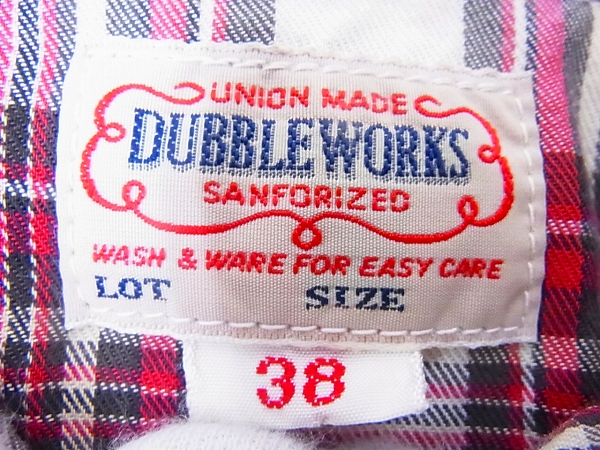 UNION MADE
DUBBLEWORKS
SANFORIZED
WASH & WARE FOR EASY CARE
LOT SIZE
38